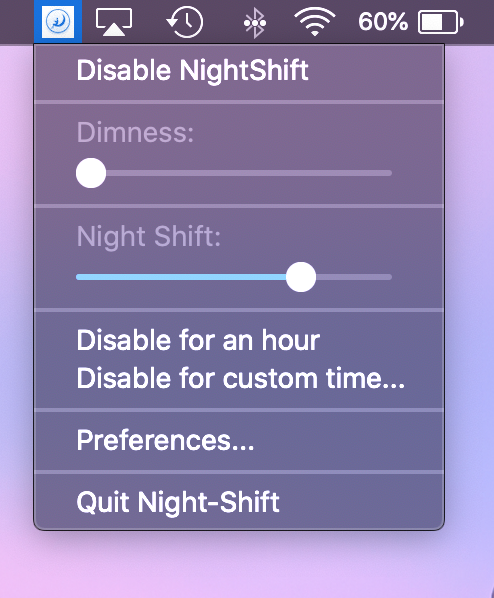 60%
Disable NightShift
Dimness:
Night Shift:
Disable for an hour
Disable for custom time...
Preferences...
Quit Night-Shift